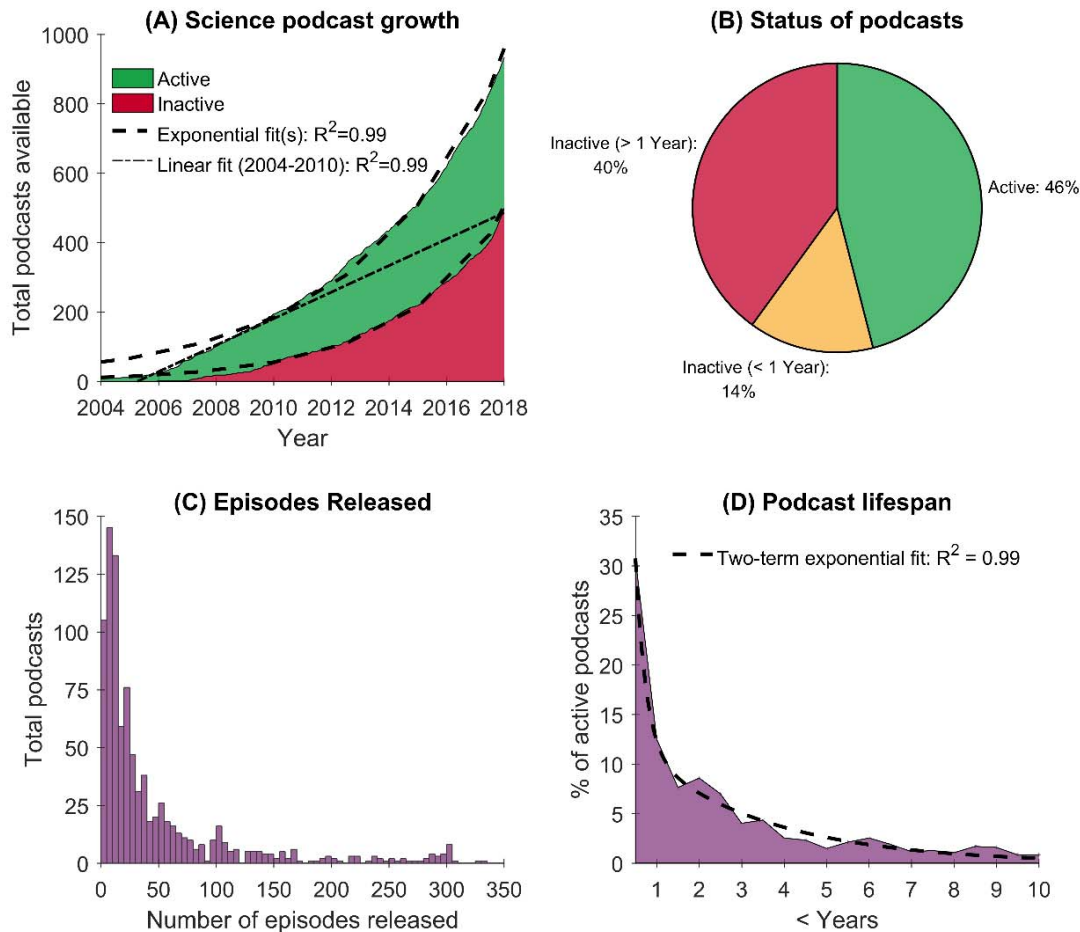 (A) Science podcast growth
1000
800
600
400
200
0
Total podcasts available
Active
Inactive
Exponential fit(s): R²=0.99
Linear fit (2004-2010): R²=0.99
2004 2006 2008 2010 2012 2014 2016 2018
Year
(B) Status of podcasts
Inactive (> 1 Year):
40%
Active: 46%
Inactive (< 1 Year):
14%
(C) Episodes Released
150
125
100
75
50
25
0
Total podcasts
0 50 100 150 200 250 300 350
Number of episodes released
(D) Podcast lifespan
35
30
25
20
15
10
5
0
% of active podcasts
Two-term exponential fit: R² = 0.99
1 2 3 4 5 6 7 8 9 10
< Years